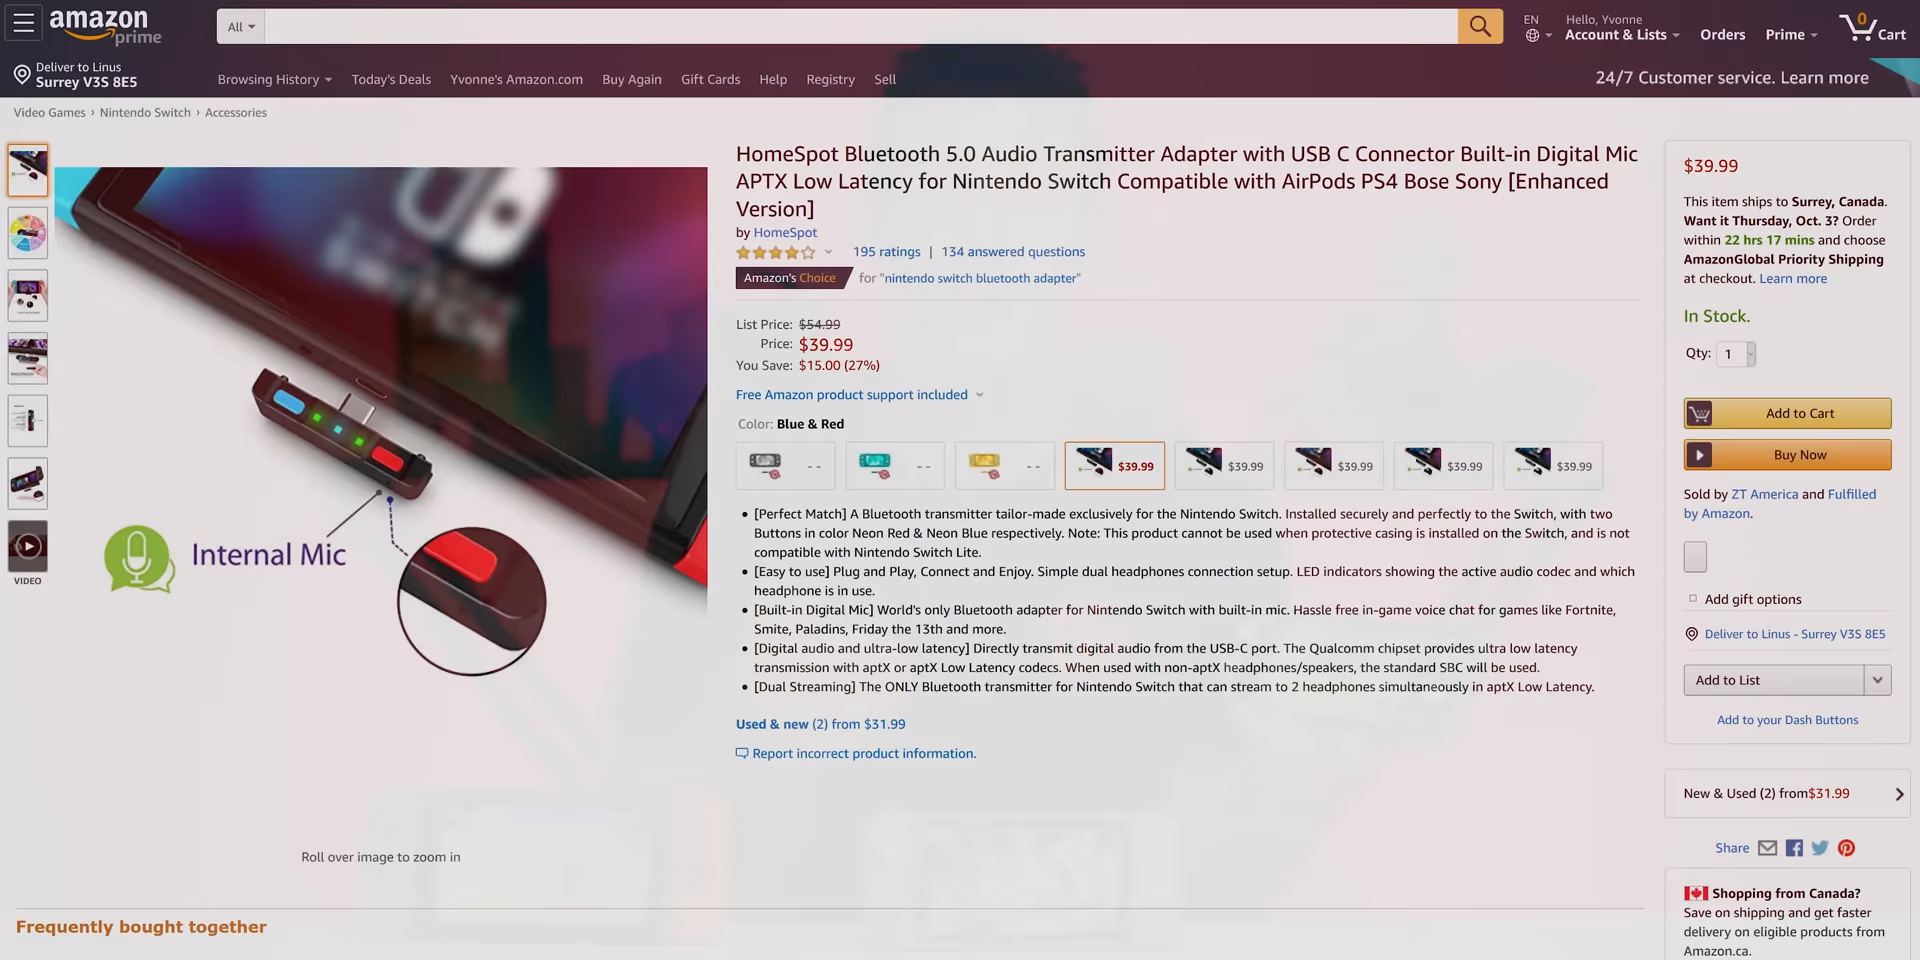 amazon
prime
All
EN
Hello, Yvonne
Account & Lists
Orders
Prime
0
Cart
Deliver to Linus
Surrey V3S 8E5
Browsing History
Today's Deals
Yvonne's Amazon.com
Buy Again
Gift Cards
Help
Registry
Sell
24/7 Customer service. Learn more
Video Games › Nintendo Switch › Accessories
VIDEO
SWITCH
Internal Mic
Roll over image to zoom in
HomeSpot Bluetooth 5.0 Audio Transmitter Adapter with USB C Connector Built-in Digital Mic
APTX Low Latency for Nintendo Switch Compatible with AirPods PS4 Bose Sony [Enhanced
Version]
by HomeSpot
195 ratings | 134 answered questions
Amazon's Choice for "nintendo switch bluetooth adapter"
List Price: $54.99
Price: $39.99
You Save: $15.00 (27%)
Free Amazon product support included
Color: Blue & Red
- -
- -
- -
$39.99
$39.99
$39.99
$39.99
$39.99
• [Perfect Match] A Bluetooth transmitter tailor-made exclusively for the Nintendo Switch. Installed securely and perfectly to the Switch, with two
Buttons in color Neon Red & Neon Blue respectively. Note: This product cannot be used when protective casing is installed on the Switch, and is not
compatible with Nintendo Switch Lite.
• [Easy to use] Plug and Play, Connect and Enjoy. Simple dual headphones connection setup. LED indicators showing the active audio codec and which
headphone is in use.
• [Built-in Digital Mic] World's only Bluetooth adapter for Nintendo Switch with built-in mic. Hassle free in-game voice chat for games like Fortnite,
Smite, Paladins, Friday the 13th and more.
• [Digital audio and ultra-low latency] Directly transmit digital audio from the USB-C port. The Qualcomm chipset provides ultra low latency
transmission with aptX or aptX Low Latency codecs. When used with non-aptX headphones/speakers, the standard SBC will be used.
• [Dual Streaming] The ONLY Bluetooth transmitter for Nintendo Switch that can stream to 2 headphones simultaneously in aptX Low Latency.
Used & new (2) from $31.99
Report incorrect product information.
$39.99
This item ships to Surrey, Canada.
Want it Thursday, Oct. 3? Order
within 22 hrs 17 mins and choose
AmazonGlobal Priority Shipping
at checkout. Learn more
In Stock.
Qty: 1
Add to Cart
Buy Now
Sold by ZT America and Fulfilled
by Amazon.
Add gift options
Deliver to Linus - Surrey V3S 8E5
Add to List
Add to your Dash Buttons
New & Used (2) from$31.99
Share
Shopping from Canada?
Save on shipping and get faster
delivery on eligible products from
Amazon.ca.
Frequently bought together